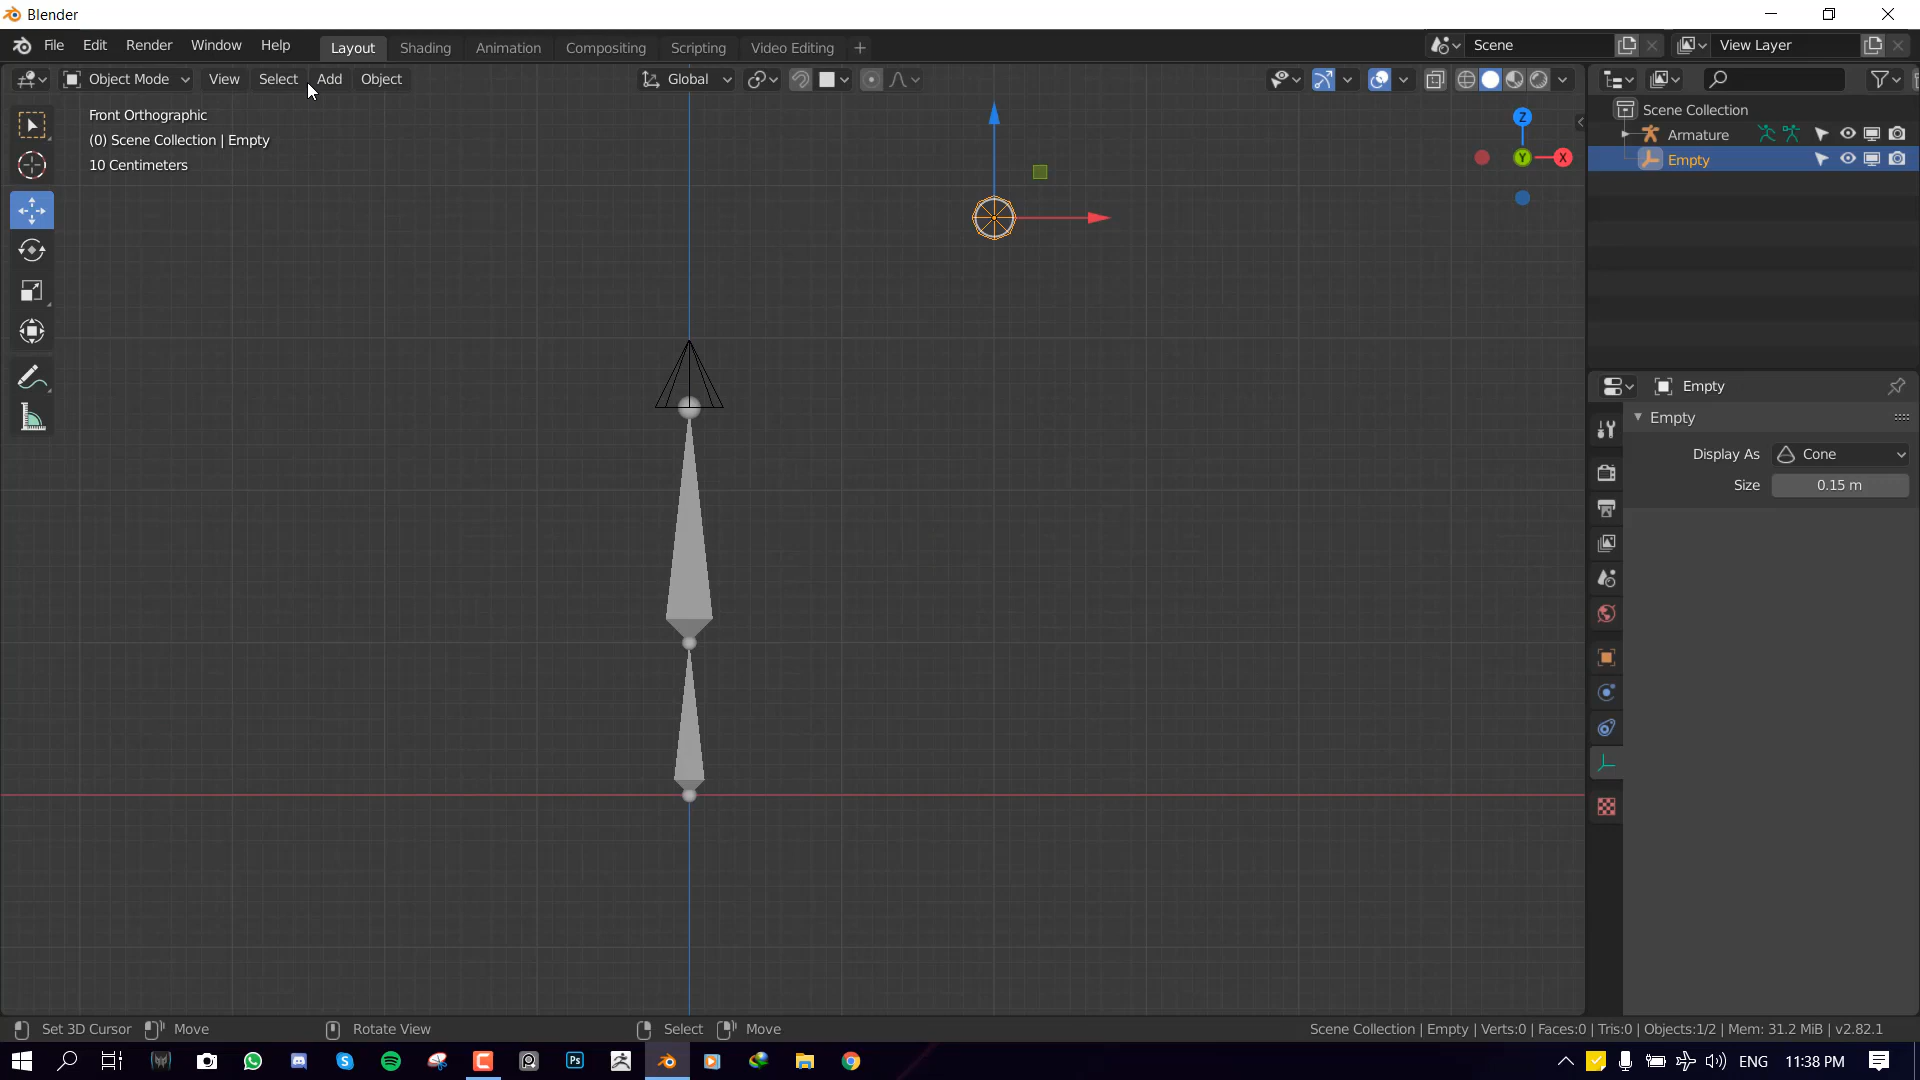 Blender
File Edit Render Window Help Layout Shading Animation Compositing Scripting Video Editing + Scene View Layer
Object Mode View Select Add Object Global
Front Orthographic
(0) Scene Collection | Empty
10 Centimeters
Z
Y
X
Scene Collection
Armature
Empty
Empty
Empty
Display As Cone
Size 0.15 m
Set 3D Cursor Move Rotate View Select Move Scene Collection | Empty | Verts:0 | Faces:0 | Tris:0 | Objects:1/2 | Mem: 31.2 MiB | v2.82.1
Ps
ENG 11:38 PM